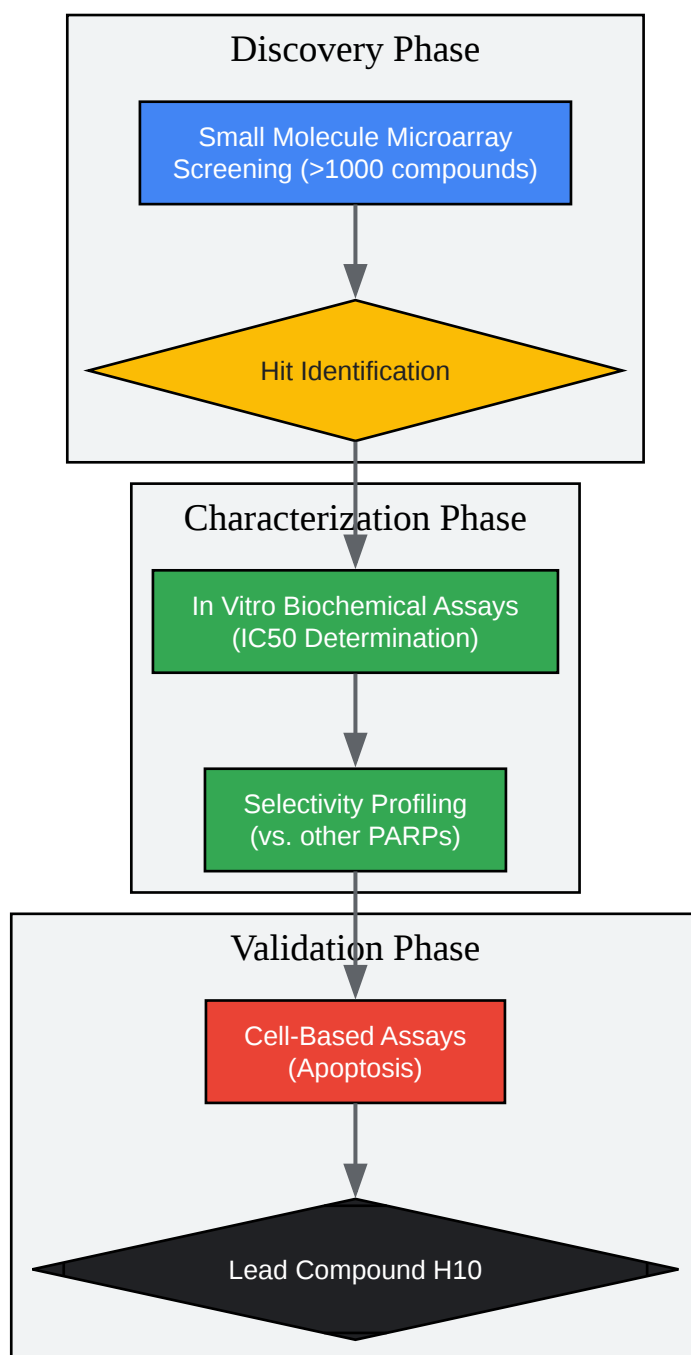 Discovery Phase
Small Molecule Microarray
Screening (>1000 compounds)
Hit Identification
Characterization Phase
In Vitro Biochemical Assays
(IC50 Determination)
Selectivity Profiling
(vs. other PARPs)
Validation Phase
Cell-Based Assays
(Apoptosis)
Lead Compound H10